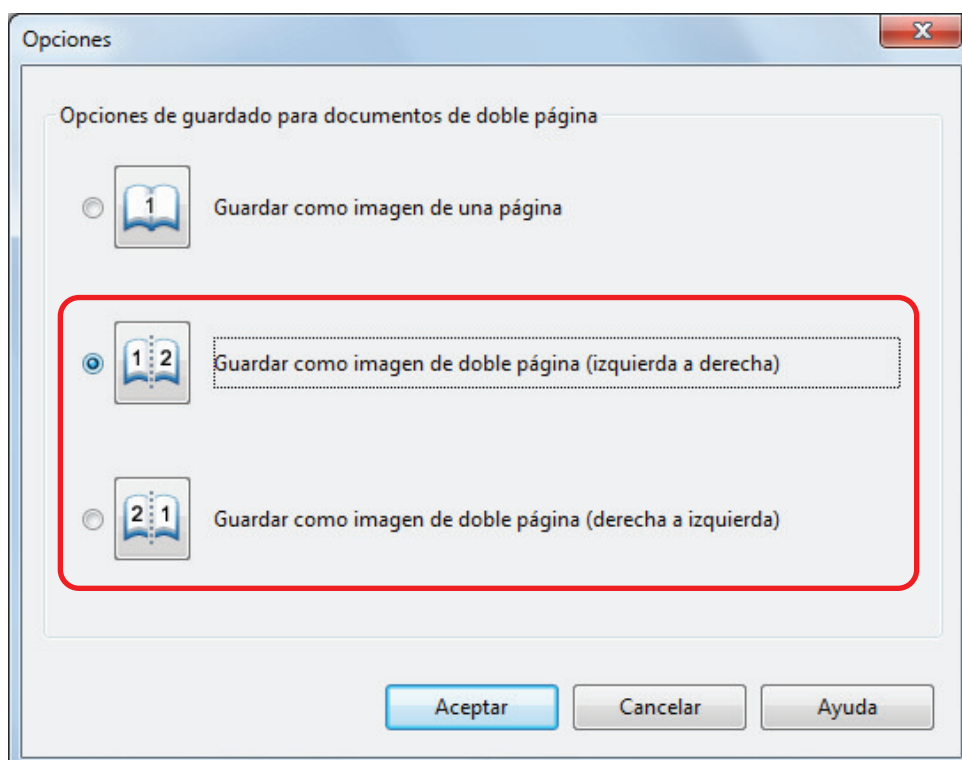 Opciones
Opciones de guardado para documentos de doble página
1 Guardar como imagen de una página
1 2 Guardar como imagen de doble página (izquierda a derecha)
2 1 Guardar como imagen de doble página (derecha a izquierda)
Aceptar Cancelar Ayuda